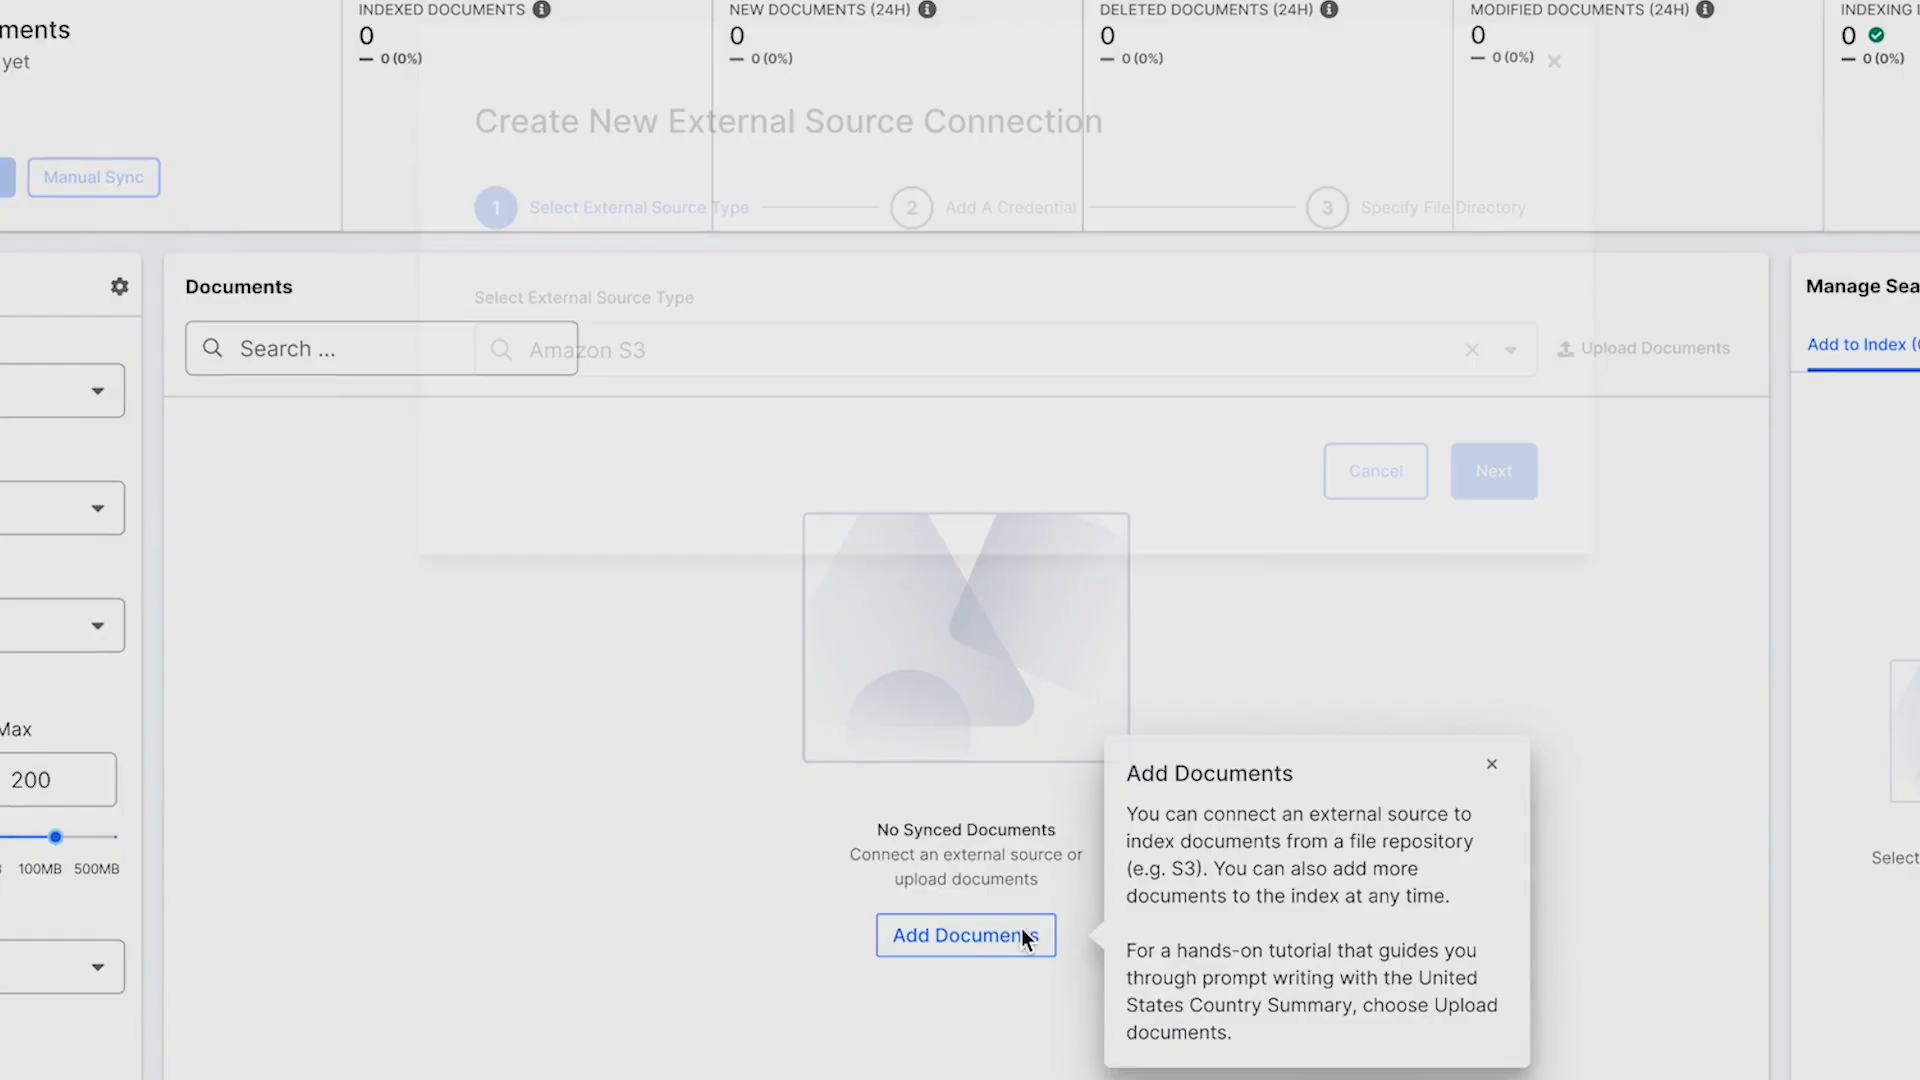 ments
yet
Manual Sync
INDEXED DOCUMENTS
0
0 (0%)
NEW DOCUMENTS (24H)
0
0 (0%)
DELETED DOCUMENTS (24H)
0
0 (0%)
MODIFIED DOCUMENTS (24H)
0
0 (0%)
INDEXING
0
0 (0%)
Create New External Source Connection
1 Select External Source Type
2 Add A Credential
3 Specify File Directory
Documents
Select External Source Type
Search ...
Amazon S3
Upload Documents
Cancel
Next
Manage Sea
Add to Index (
Max
200
100MB 500MB
No Synced Documents
Connect an external source or
upload documents
Add Documents
Add Documents
You can connect an external source to
index documents from a file repository
(e.g. S3). You can also add more
documents to the index at any time.
For a hands-on tutorial that guides you
through prompt writing with the United
States Country Summary, choose Upload
documents.
Select